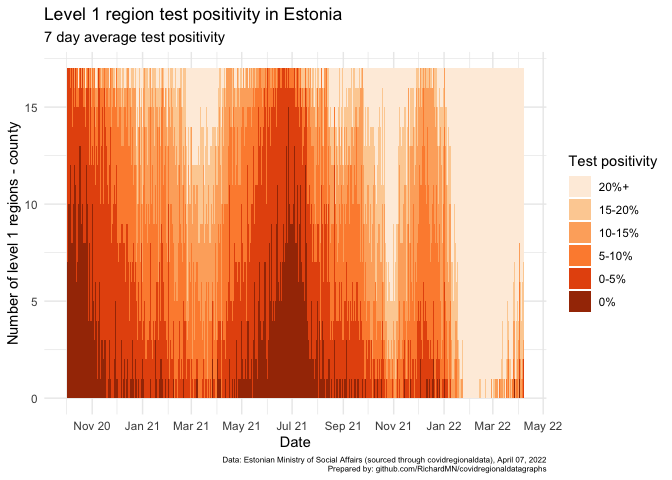 Level 1 region test positivity in Estonia
7 day average test positivity
Number of level 1 regions - county
15
10
5
0
Nov 20 Jan 21 Mar 21 May 21 Jul 21 Sep 21 Nov 21 Jan 22 Mar 22 May 22
Date
Test positivity
20%+
15-20%
10-15%
5-10%
0-5%
0%
Data: Estonian Ministry of Social Affairs (sourced through covidregionaldata), April 07, 2022
Prepared by: github.com/RichardMN/covidregionaldatagraphs